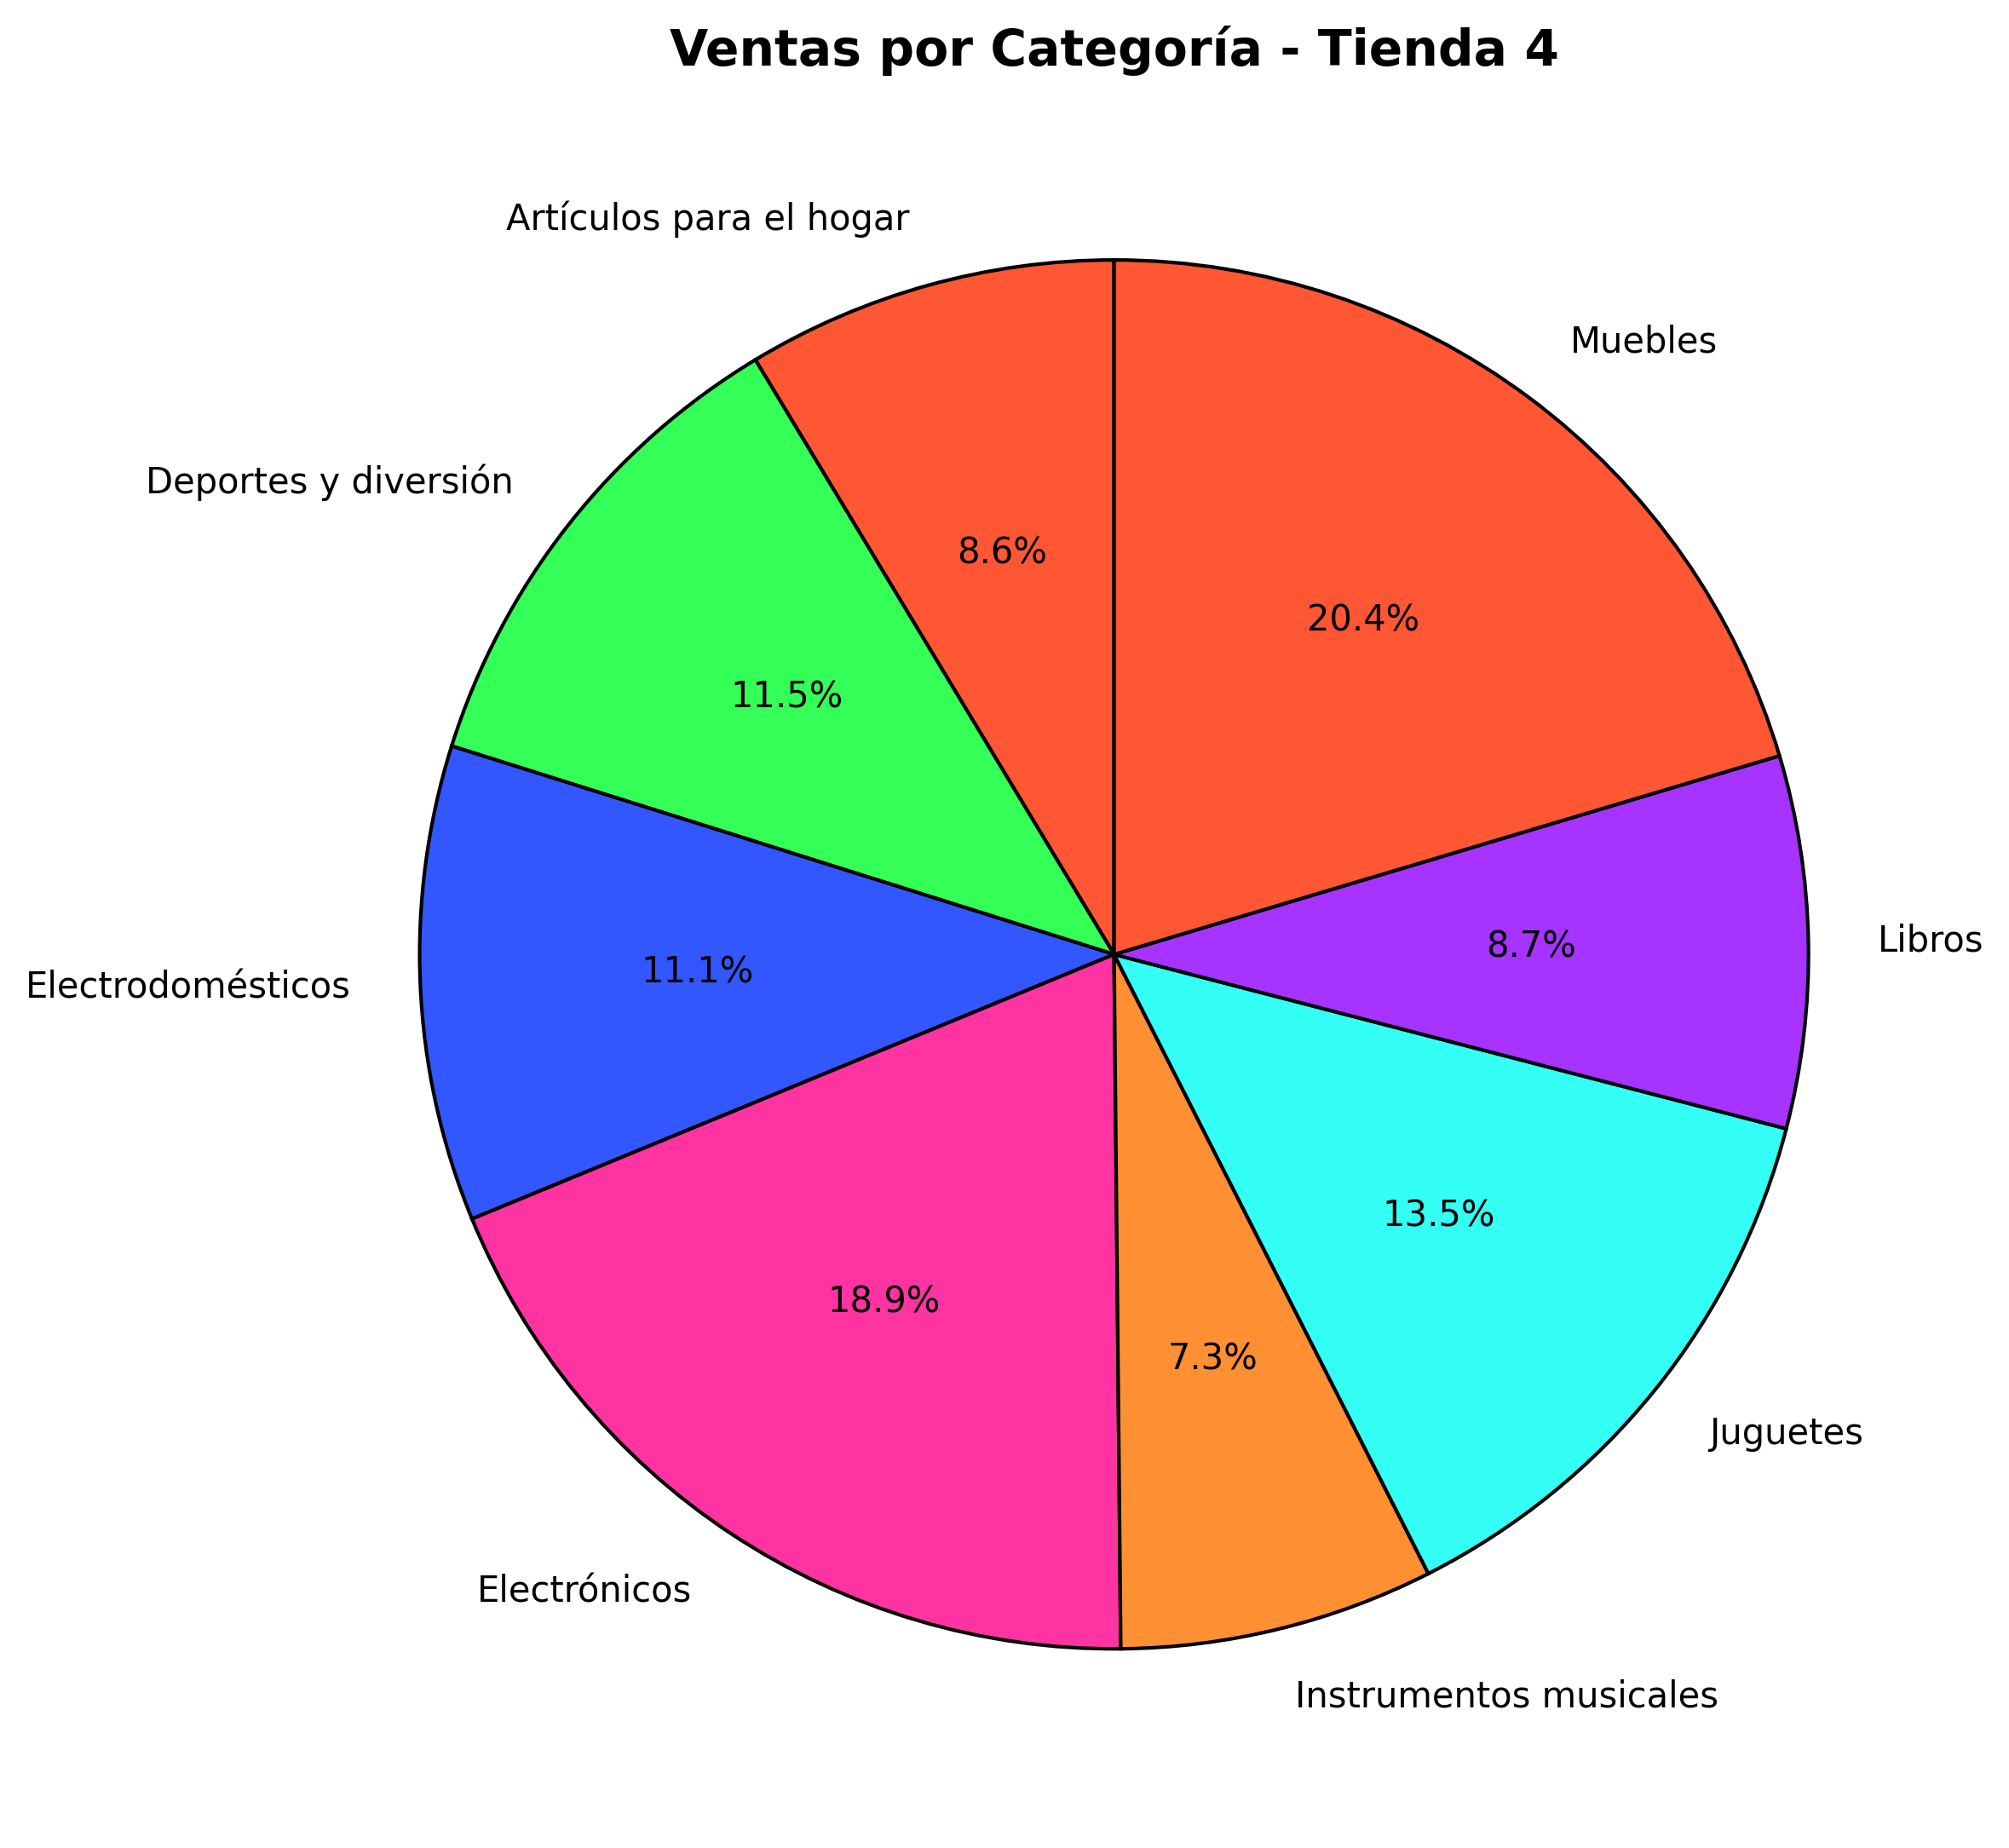 Ventas por Categoría - Tienda 4
Artículos para el hogar
8.6%
Deportes y diversión
11.5%
Electrodomésticos
11.1%
Electrónicos
18.9%
Instrumentos musicales
7.3%
Juguetes
13.5%
Libros
8.7%
Muebles
20.4%